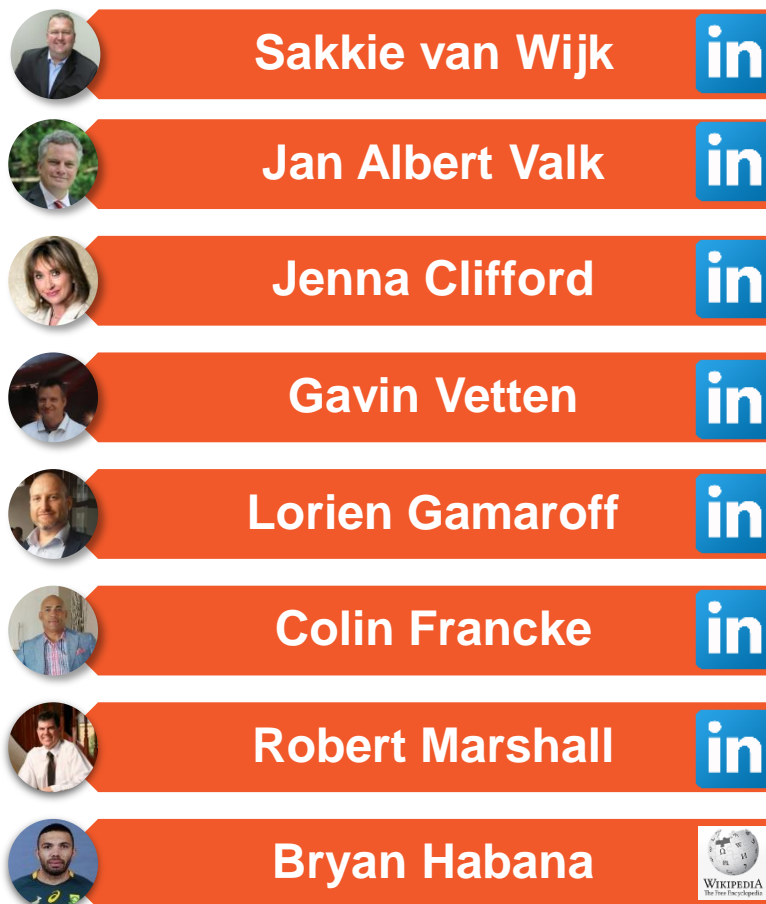 Sakkie van Wijk
in
Jan Albert Valk
in
Jenna Clifford
in
Gavin Vetten
in
Lorien Gamaroff
in
Colin Francke
in
Robert Marshall
in
Bryan Habana
WIKIPEDIA
The Free Encyclopedia